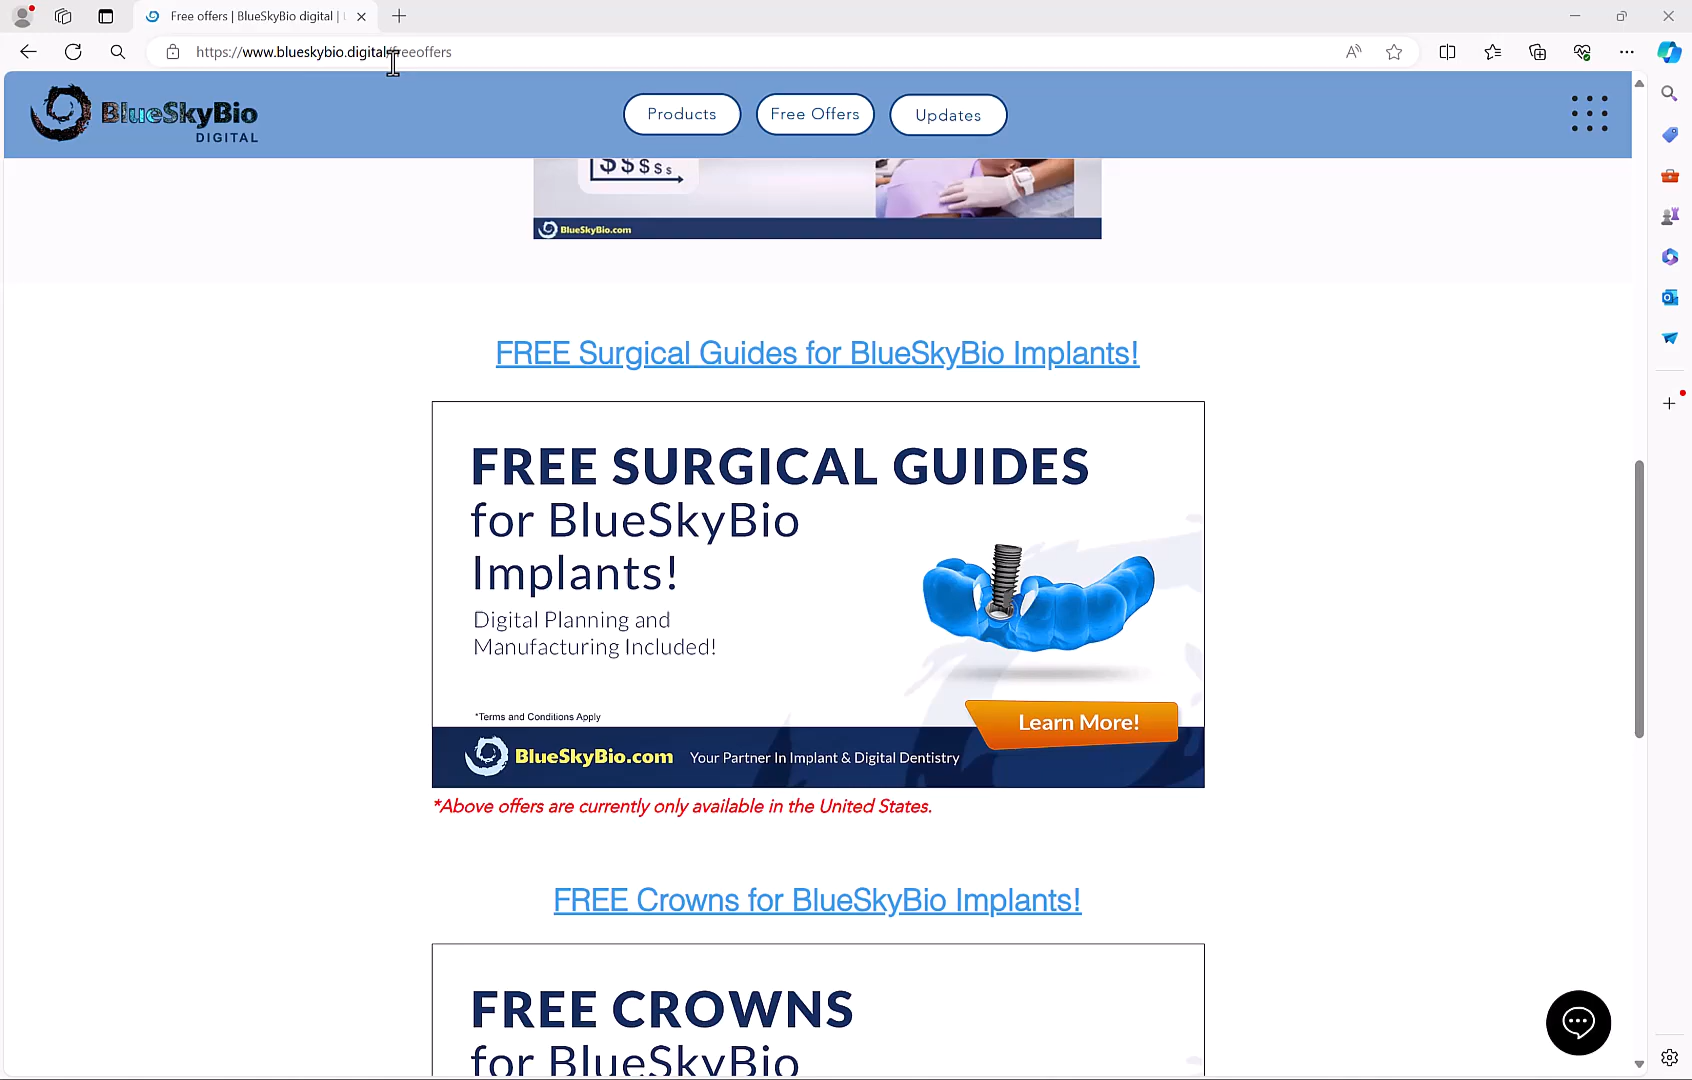 Free offers | BlueSkyBio digital |
https://www.blueskybio.digital/freeoffers
BlueSkyBio
DIGITAL
Products
Free Offers
Updates
$$$$$
BlueSkyBio.com
FREE Surgical Guides for BlueSkyBio Implants!
FREE SURGICAL GUIDES
for BlueSkyBio
Implants!
Digital Planning and
Manufacturing Included!
*Terms and Conditions Apply
Learn More!
BlueSkyBio.com Your Partner In Implant & Digital Dentistry
*Above offers are currently only available in the United States.
FREE Crowns for BlueSkyBio Implants!
FREE CROWNS
for BlueSkyBio